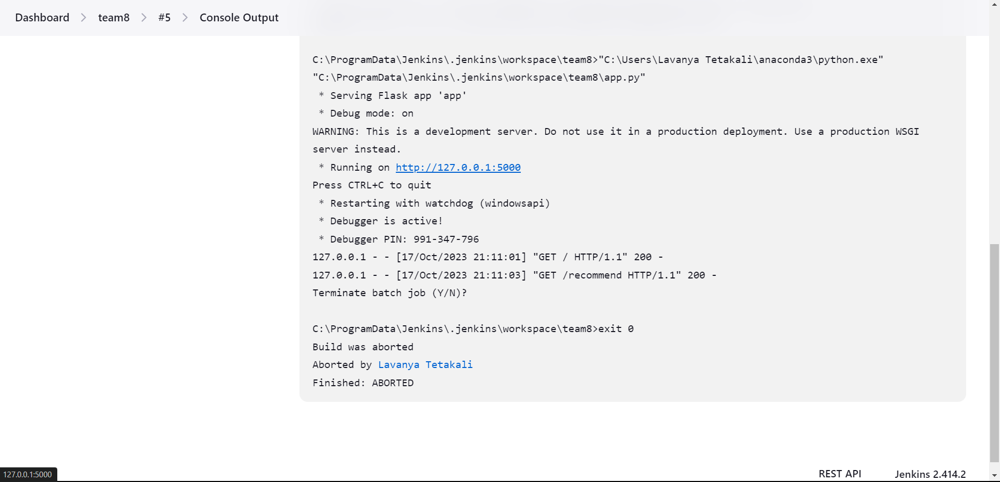 Dashboard > team8 > #5 > Console Output
C:\ProgramData\Jenkins\.jenkins\workspace\team8>"C:\Users\Lavanya Tetakali\anaconda3\python.exe"
"C:\ProgramData\Jenkins\.jenkins\workspace\team8\app.py"
* Serving Flask app 'app'
* Debug mode: on
WARNING: This is a development server. Do not use it in a production deployment. Use a production WSGI
server instead.
* Running on http://127.0.0.1:5000
Press CTRL+C to quit
* Restarting with watchdog (windowsapi)
* Debugger is active!
* Debugger PIN: 991-347-796
127.0.0.1 - - [17/Oct/2023 21:11:01] "GET / HTTP/1.1" 200 -
127.0.0.1 - - [17/Oct/2023 21:11:03] "GET /recommend HTTP/1.1" 200 -
Terminate batch job (Y/N)?
C:\ProgramData\Jenkins\.jenkins\workspace\team8>exit 0
Build was aborted
Aborted by Lavanya Tetakali
Finished: ABORTED
127.0.0.1:5000
REST API
Jenkins 2.414.2